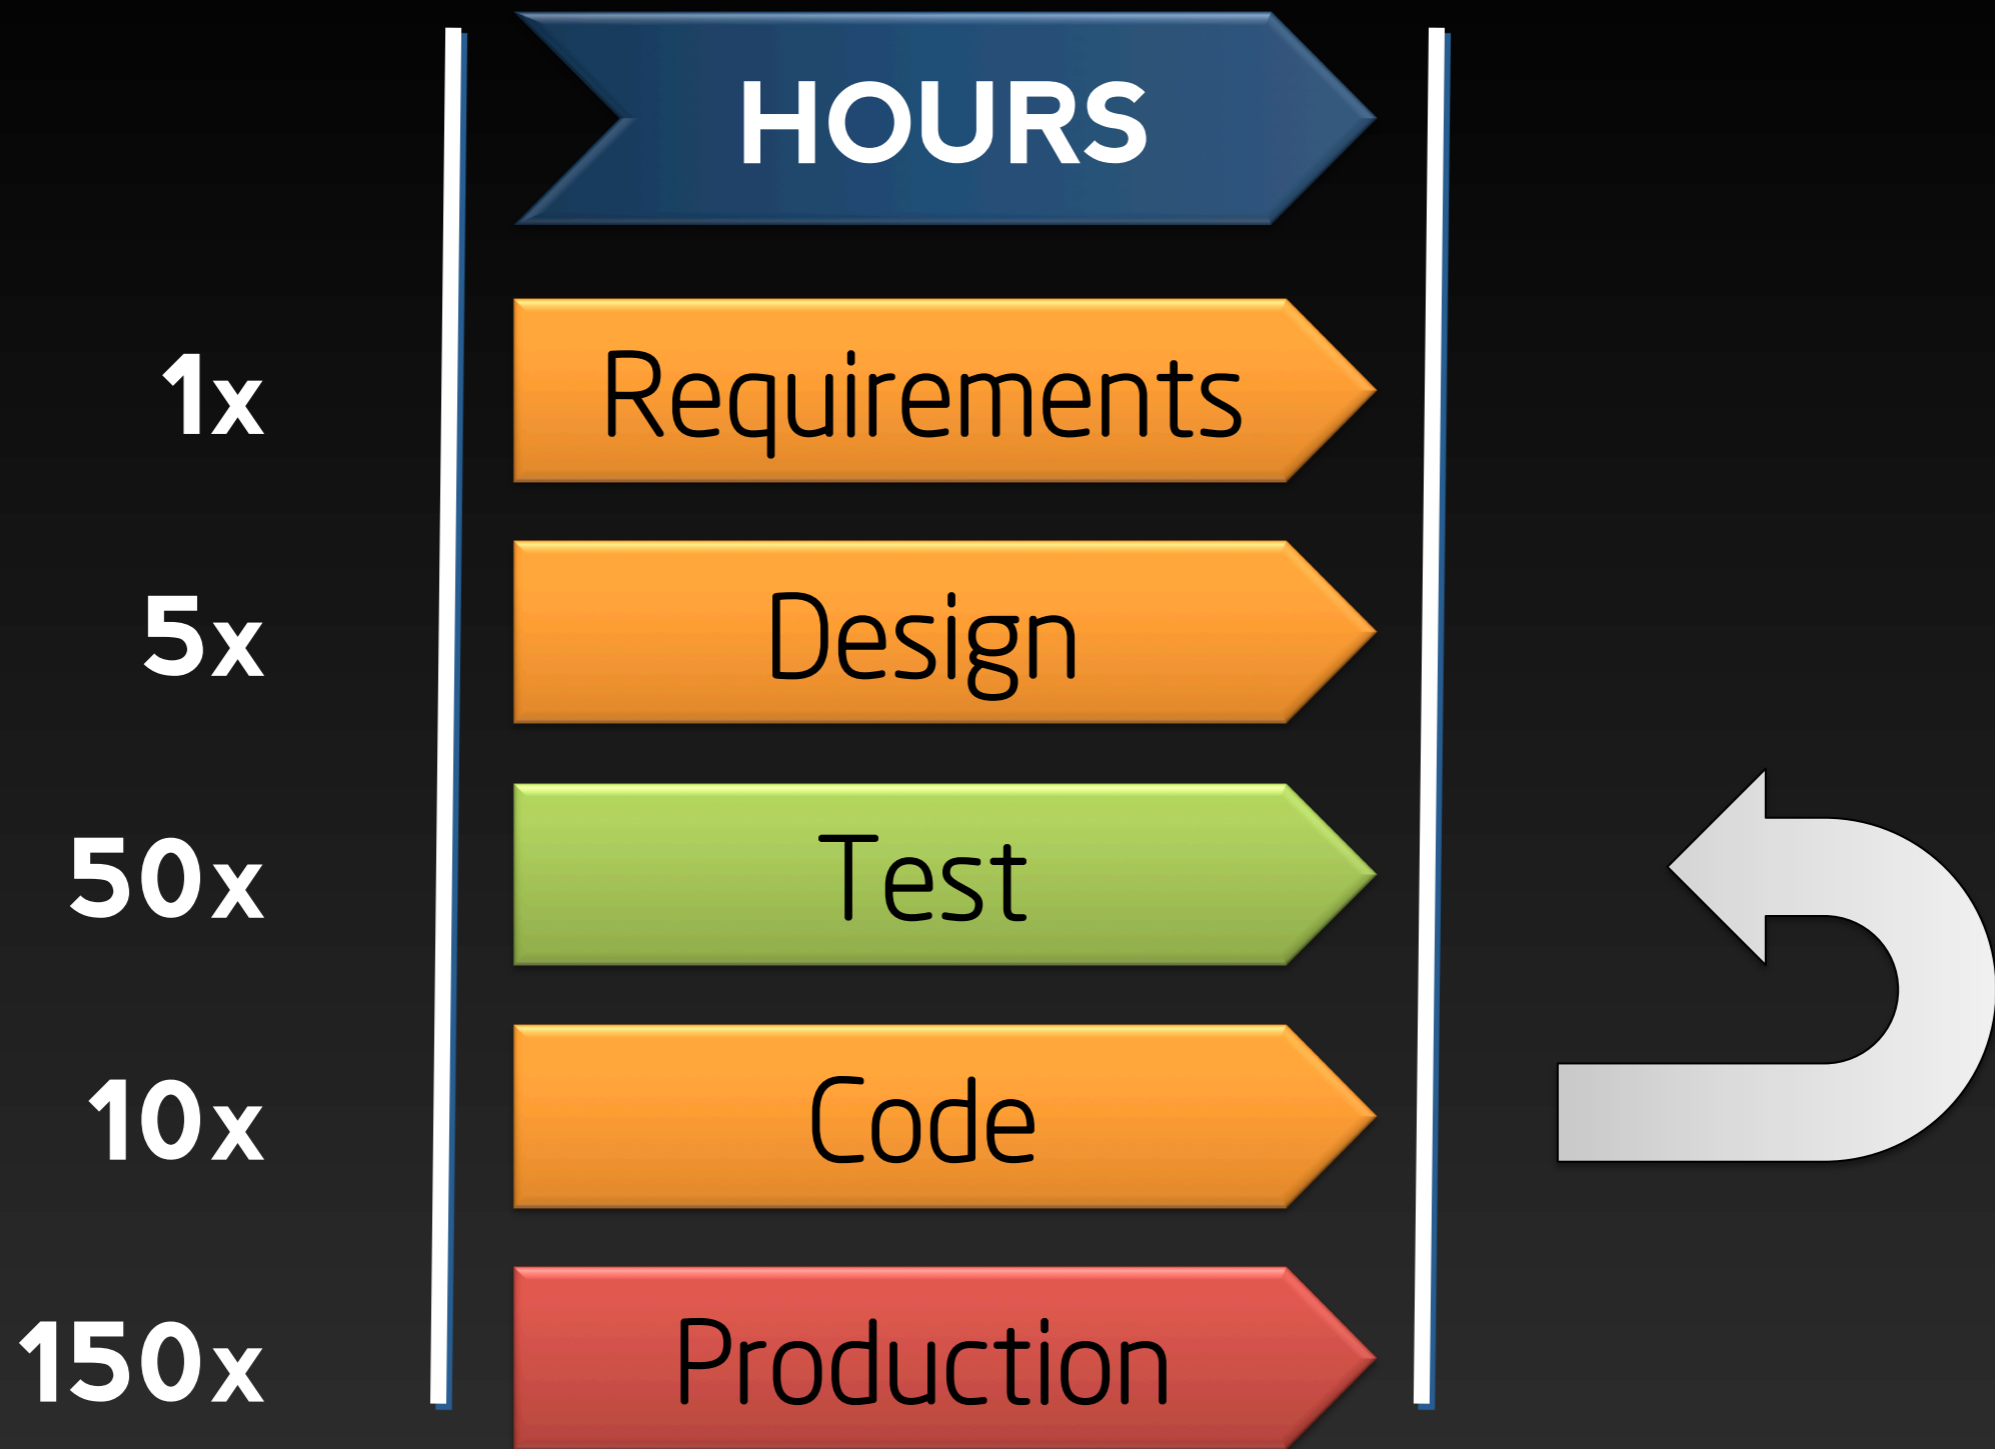 HOURS
1x Requirements
5x Design
50x Test
10x Code
150x Production